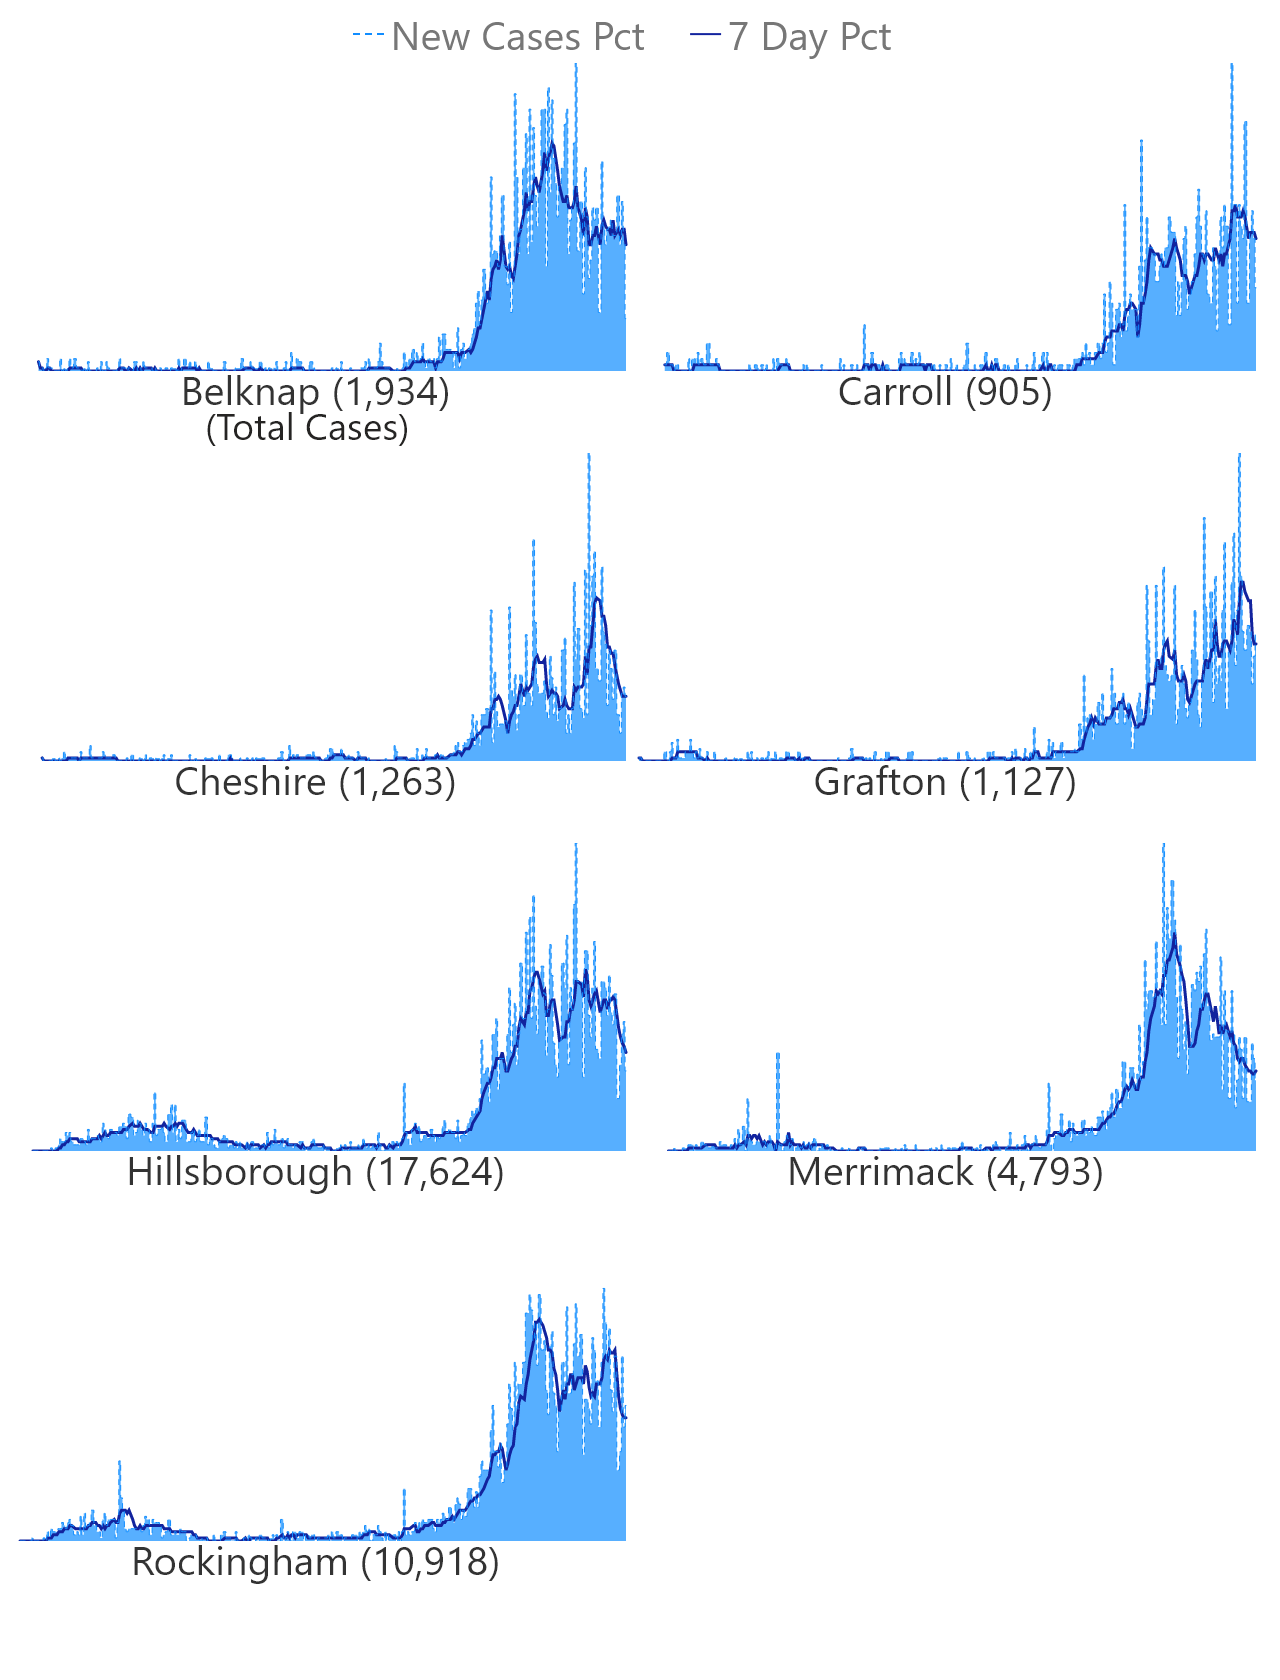 New Cases Pct 7 Day Pct
Belknap (1,934) Carroll (905)
(Total Cases)
Cheshire (1,263) Grafton (1,127)
Hillsborough (17,624) Merrimack (4,793)
Rockingham (10,918)